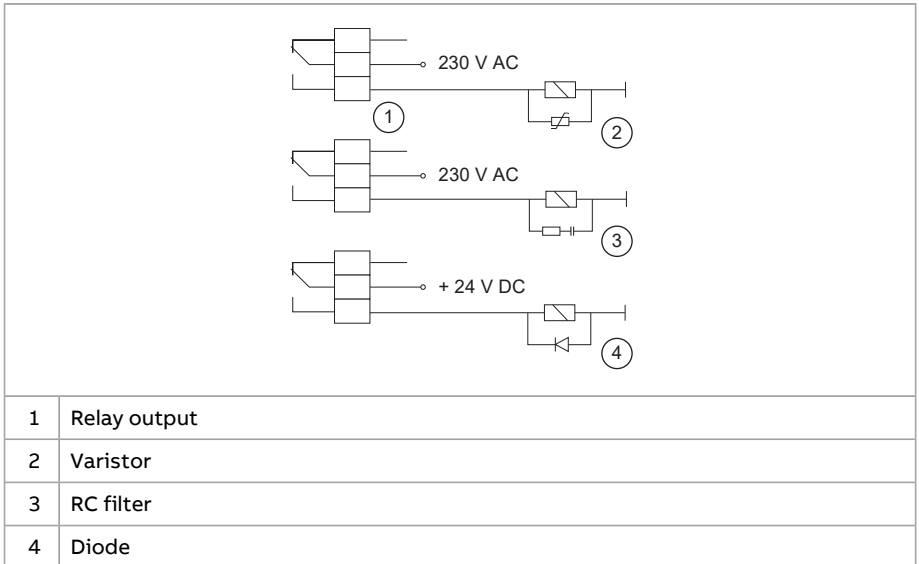 230 V AC
1
2
230 V AC
3
+ 24 V DC
4
1 Relay output
2 Varistor
3 RC filter
4 Diode